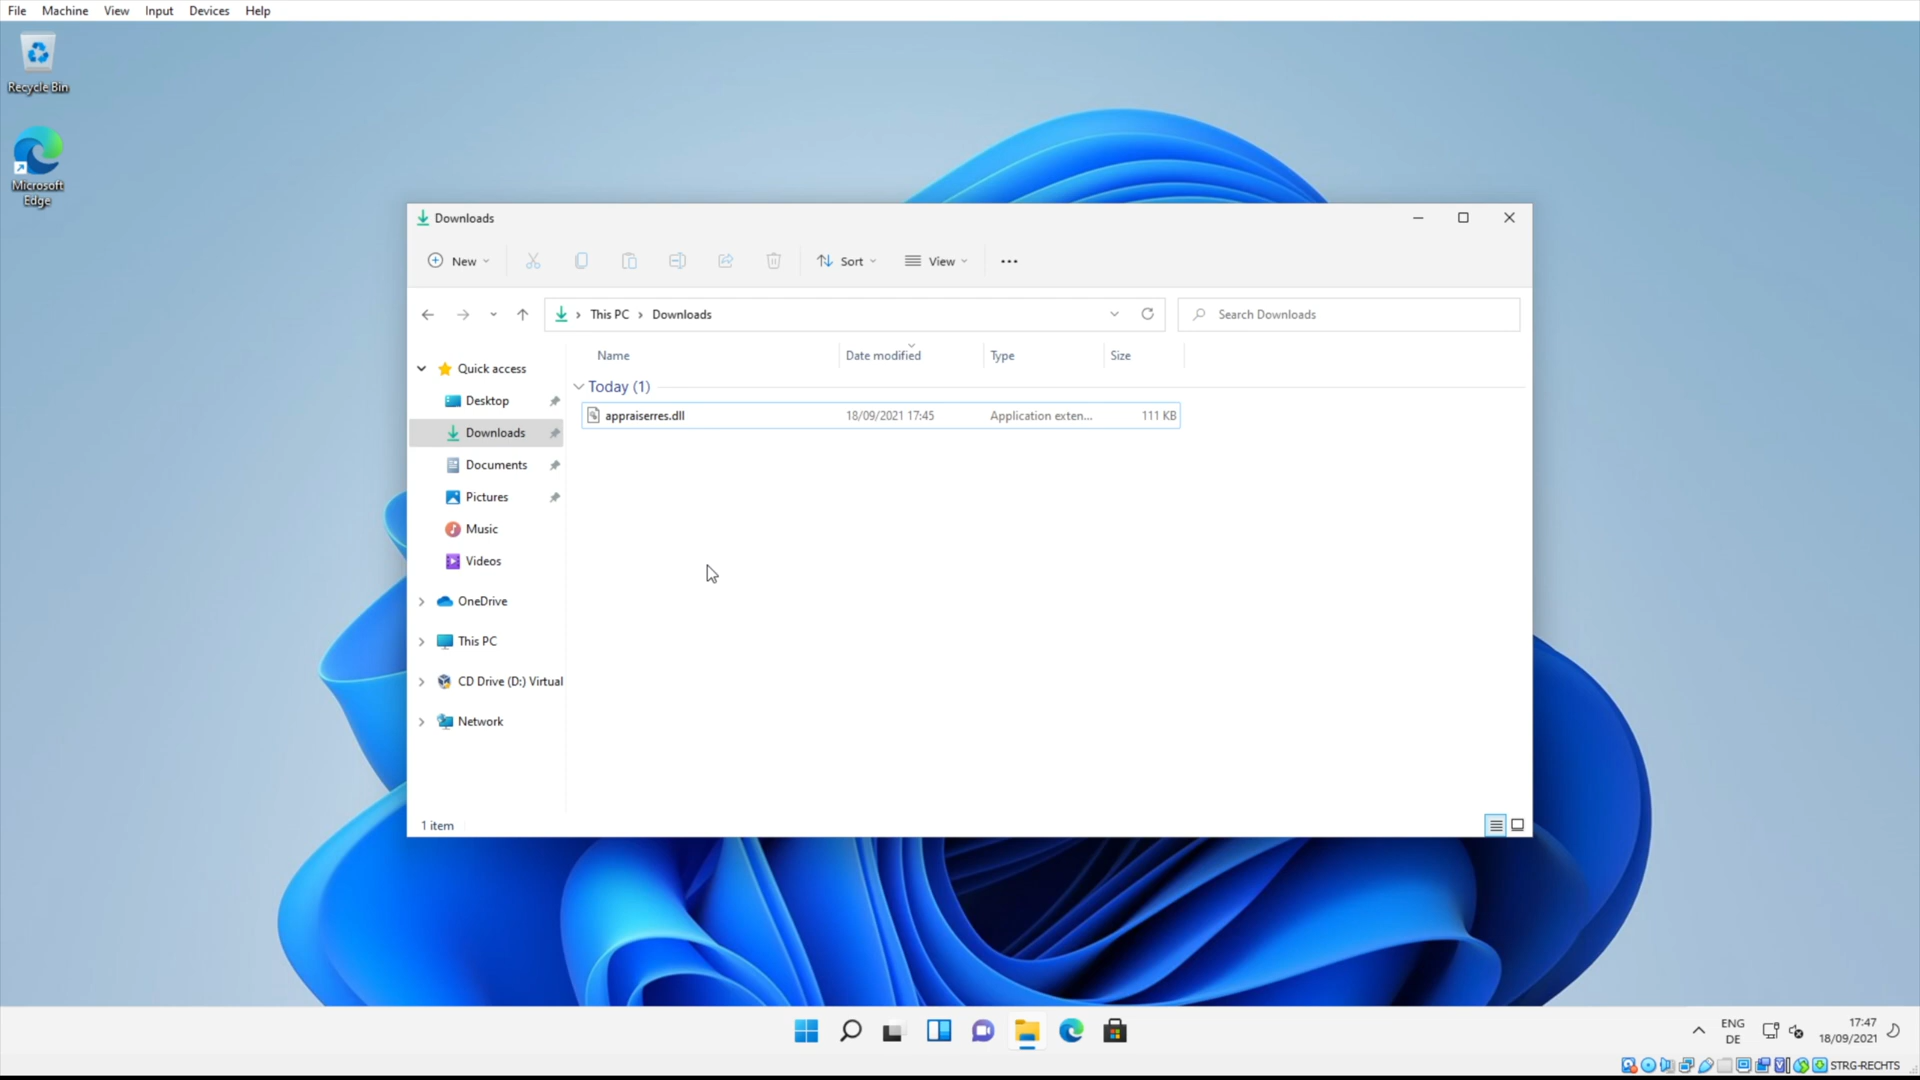 File Machine View Input Devices Help
Recycle Bin
Microsoft
Edge
Downloads
New
Sort
View
This PC
Downloads
Search Downloads
Name
Date modified
Type
Size
Quick access
Today (1)
Desktop
appraiserres.dll
18/09/2021 17:45
Application exten...
111 KB
Downloads
Documents
Pictures
Music
Videos
OneDrive
This PC
CD Drive (D:) Virtual
Network
1 item
ENG
DE
17:47
18/09/2021
STRG-RECHTS